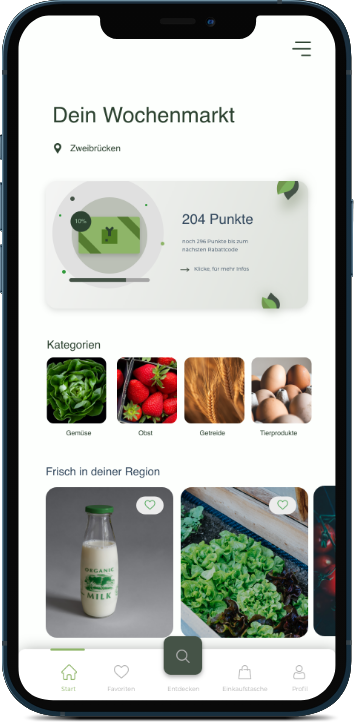 Dein Wochenmarkt
Zweibrücken
10%
204 Punkte
noch 296 Punkte bis zum
nächsten Rabattcode
Klicke, für mehr Infos
Kategorien
Gemüse Obst Getreide Tierprodukte
Frisch in deiner Region
ORGANIC
MILK
Start Favoriten Entdecken Einkaufstasche Profil